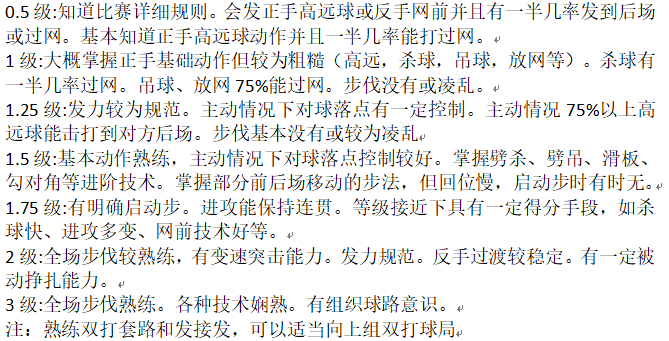 0.5 级:知道比赛详细规则。会发正手高远球或反手网前并且有一半几率发到后场
或过网。基本知道正手高远球动作并且一半几率能打过网。
1 级:大概掌握正手基础动作但较为粗糙（高远，杀球，吊球，放网等）。杀球有
一半几率过网。吊球、放网 75%能过网。步伐没有或凌乱。
1.25 级:发力较为规范。主动情况下对球落点有一定控制。主动情况 75%以上高
远球能击打到对方后场。步伐基本没有或较为凌乱
1.5 级:基本动作熟练，主动情况下对球落点控制较好。掌握劈杀、劈吊、滑板、
勾对角等进阶技术。掌握部分前后场移动的步法，但回位慢，启动步时有时无。
1.75 级:有明确启动步。进攻能保持连贯。等级接近下具有一定得分手段，如杀
球快、进攻多变、网前技术好等。
2 级:全场步伐较熟练，有变速突击能力。发力规范。反手过渡较稳定。有一定被
动挣扎能力。
3 级:全场步伐熟练。各种技术娴熟。有组织球路意识。
注：熟练双打套路和发接发，可以适当向上组双打球局